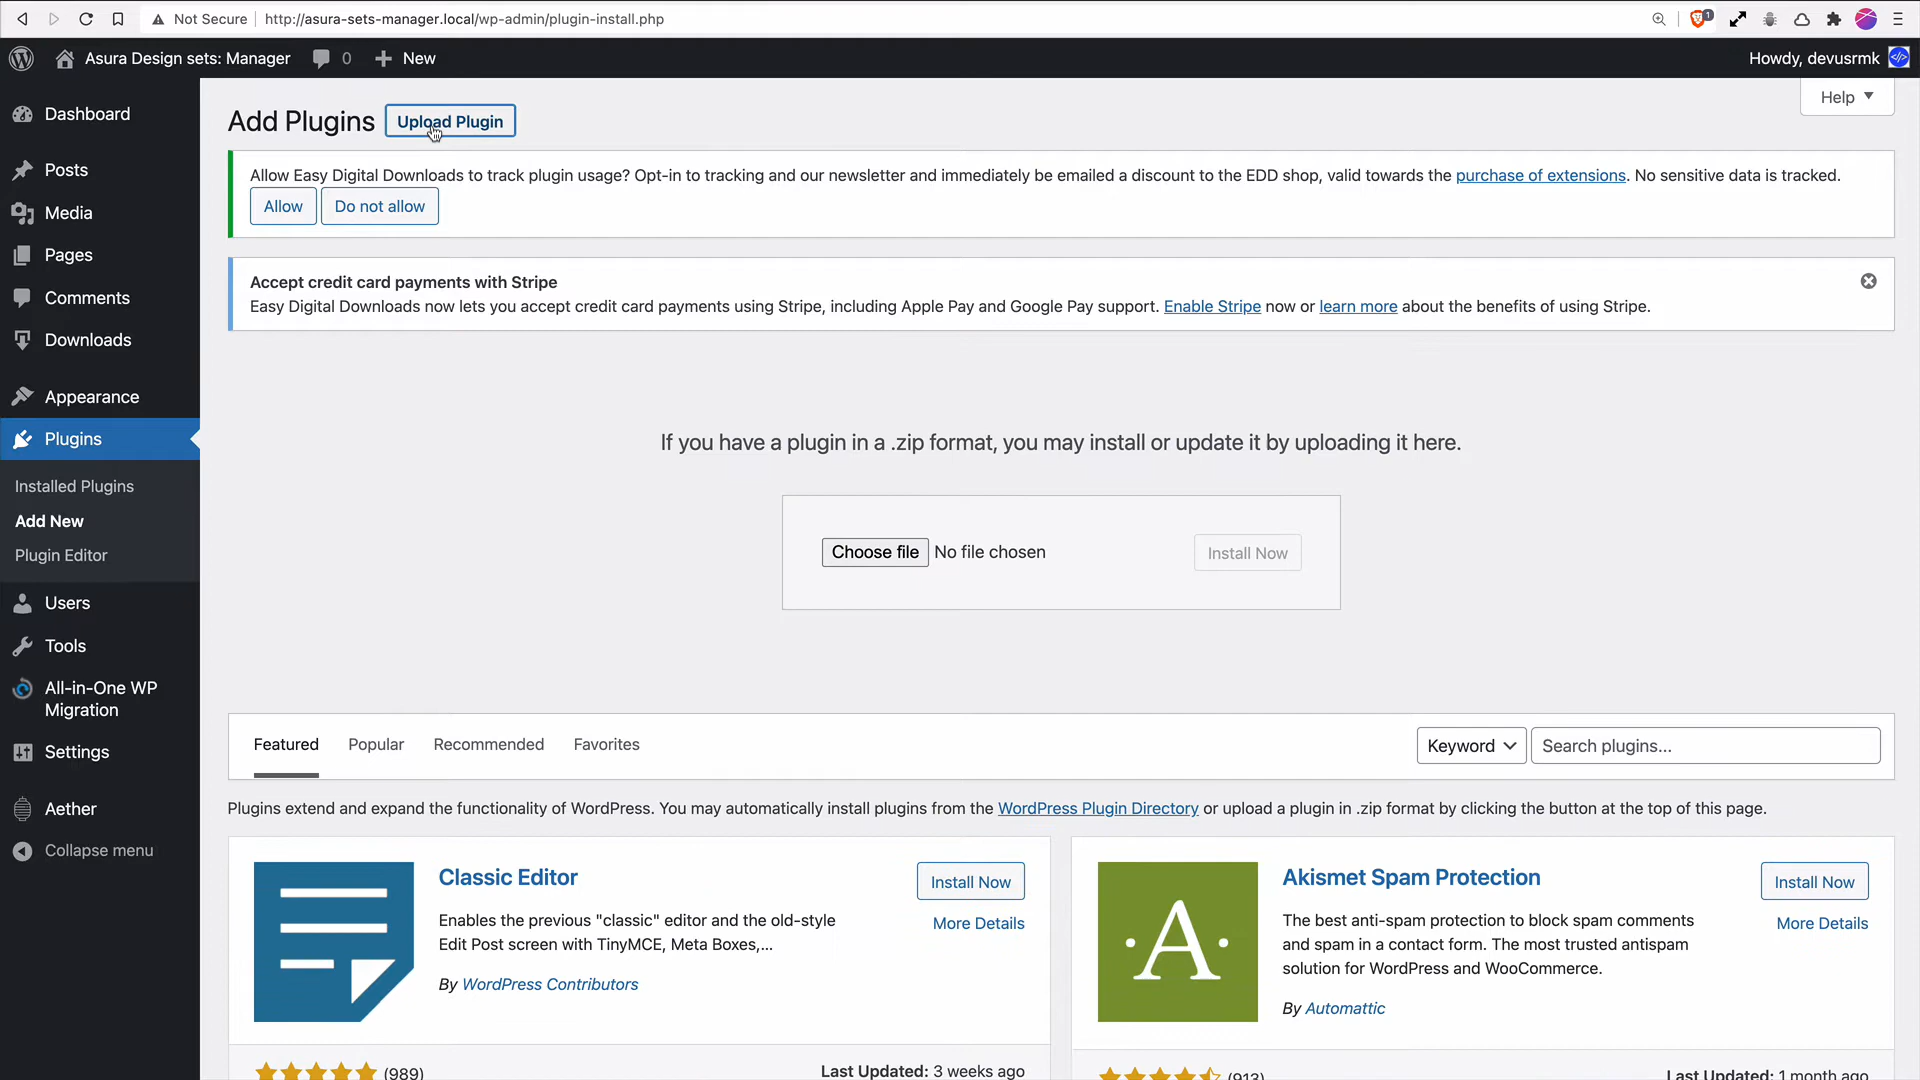 Not Secure
http://asura-sets-manager.local/wp-admin/plugin-install.php
1
Asura Design sets: Manager
0
New
Howdy, devusrmk
Dashboard
Posts
Media
Pages
Comments
Downloads
Appearance
Plugins
Installed Plugins
Add New
Plugin Editor
Users
Tools
All-in-One WP
Migration
Settings
Aether
Collapse menu
Add Plugins
Upload Plugin
Help
Allow Easy Digital Downloads to track plugin usage? Opt-in to tracking and our newsletter and immediately be emailed a discount to the EDD shop, valid towards the purchase of extensions. No sensitive data is tracked.
Allow
Do not allow
Accept credit card payments with Stripe
Easy Digital Downloads now lets you accept credit card payments using Stripe, including Apple Pay and Google Pay support. Enable Stripe now or learn more about the benefits of using Stripe.
If you have a plugin in a .zip format, you may install or update it by uploading it here.
Choose file No file chosen
Install Now
Featured
Popular
Recommended
Favorites
Keyword
Search plugins...
Plugins extend and expand the functionality of WordPress. You may automatically install plugins from the WordPress Plugin Directory or upload a plugin in .zip format by clicking the button at the top of this page.
Classic Editor
Install Now
More Details
Enables the previous "classic" editor and the old-style
Edit Post screen with TinyMCE, Meta Boxes,...
By WordPress Contributors
(989)
Last Updated: 3 weeks ago
A
Akismet Spam Protection
Install Now
More Details
The best anti-spam protection to block spam comments
and spam in a contact form. The most trusted antispam
solution for WordPress and WooCommerce.
By Automattic
(913)
Last Updated: 1 month ago